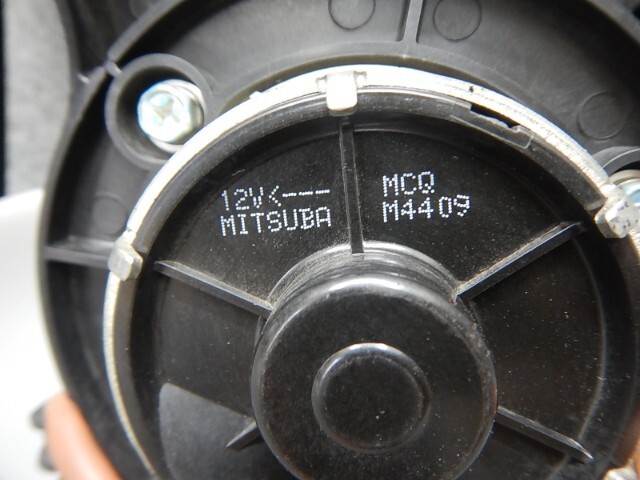 12V<---
MITSUBA
MCQ
M4409